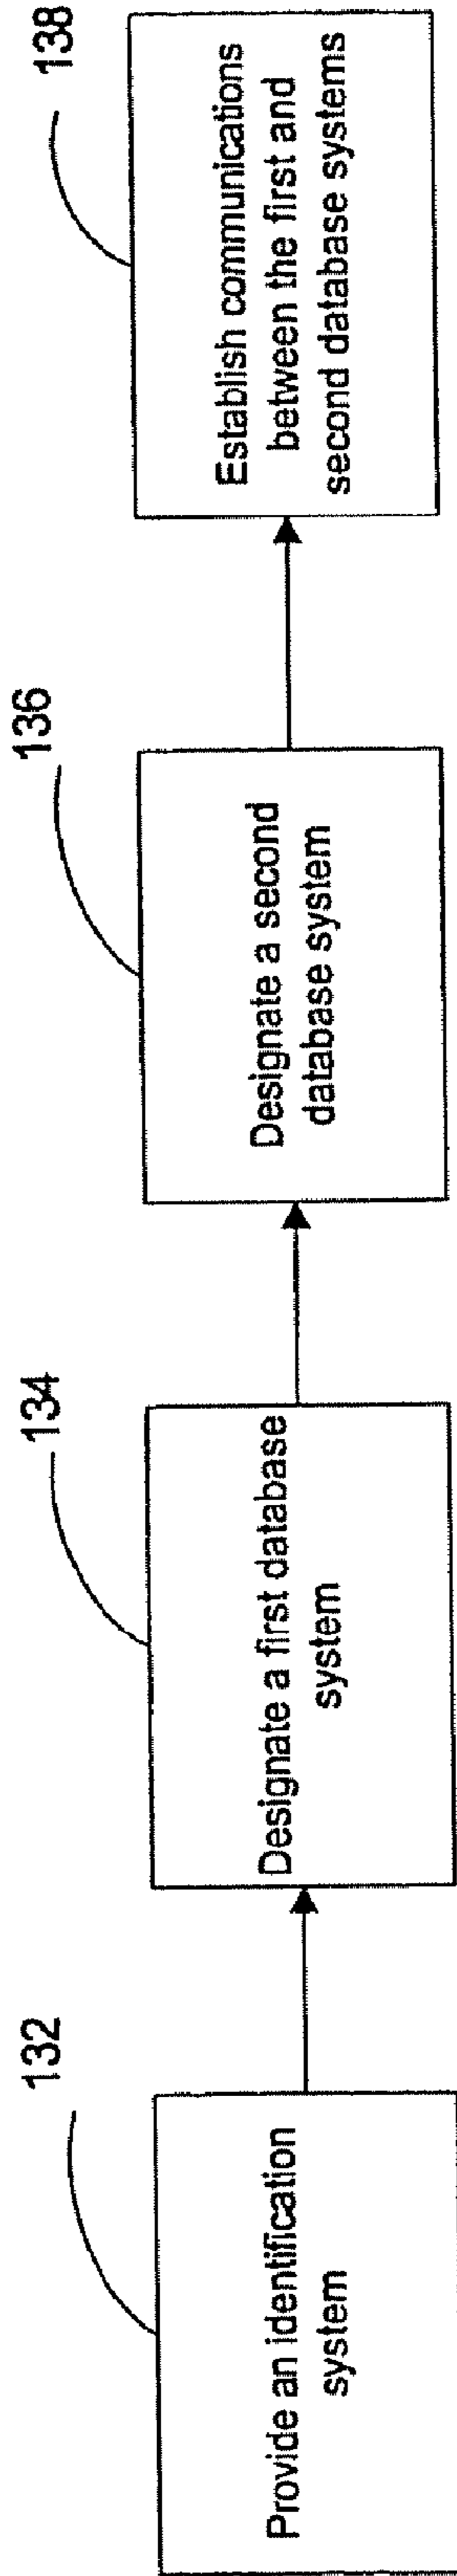 132
Provide an identification
system
134
Designate a first database
system
136
Designate a second
database system
138
Establish communications
between the first and
second database systems